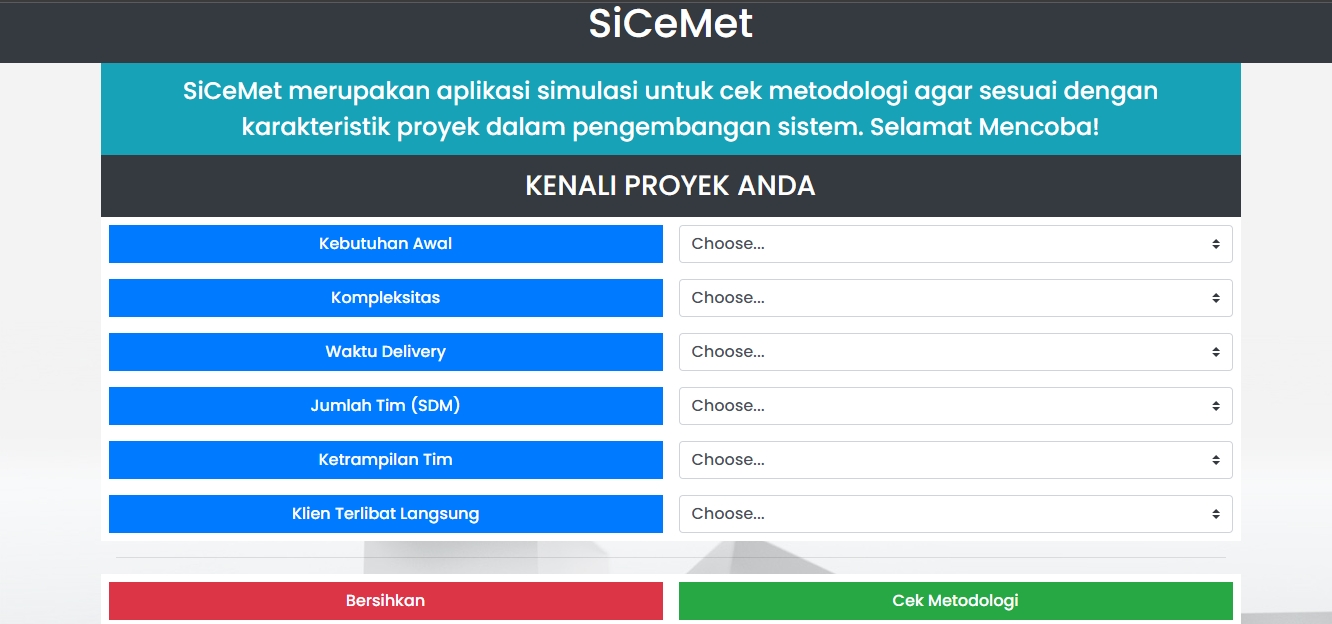 SiCeMet
SiCeMet merupakan aplikasi simulasi untuk cek metodologi agar sesuai dengan
karakteristik proyek dalam pengembangan sistem. Selamat Mencoba!
KENALI PROYEK ANDA
Kebutuhan Awal Choose...
Kompleksitas Choose...
Waktu Delivery Choose...
Jumlah Tim (SDM) Choose...
Ketrampilan Tim Choose...
Klien Terlibat Langsung Choose...
Bersihkan Cek Metodologi